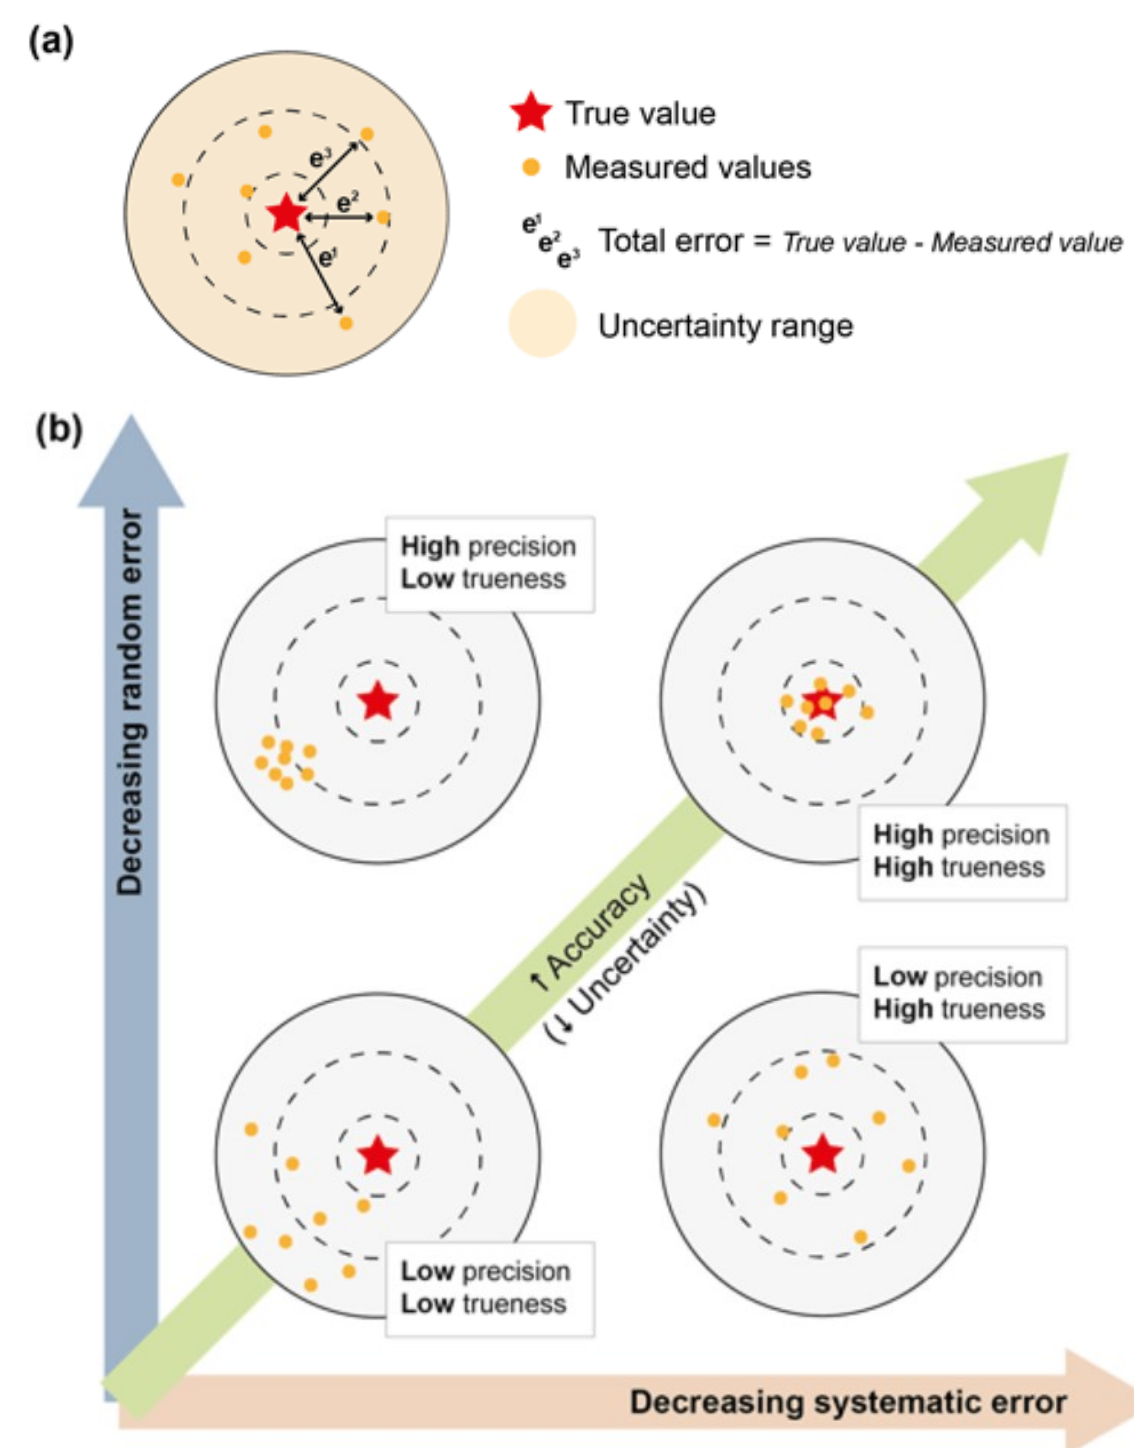 (a)
True value
Measured values
e¹
e²
e³
Total error = True value - Measured value
Uncertainty range
e³
e²
e¹
(b)
Decreasing random error
High precision
Low trueness
High precision
High trueness
↑ Accuracy
(↓ Uncertainty)
Low precision
High trueness
Low precision
Low trueness
Decreasing systematic error